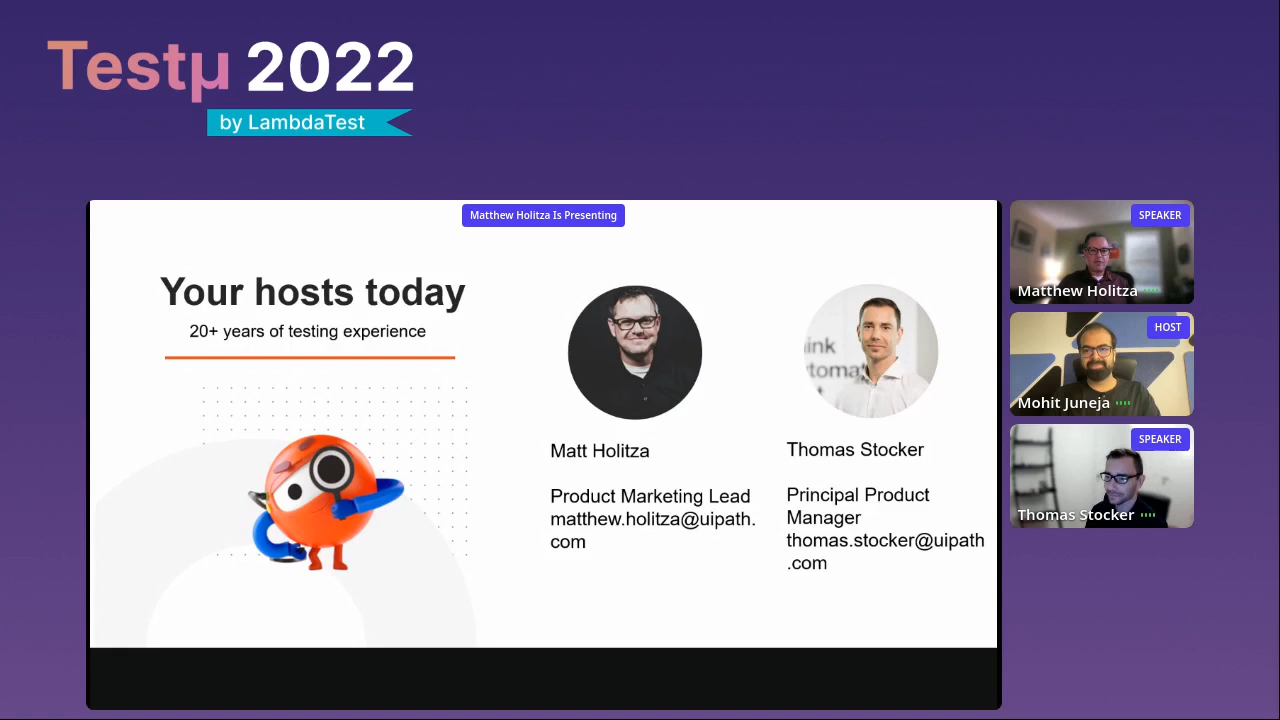 Testμ 2022
by LambdaTest
Matthew Holitza Is Presenting
Your hosts today
20+ years of testing experience
Matt Holitza
Product Marketing Lead
matthew.holitza@uipath.
com
Thomas Stocker
Principal Product
Manager
thomas.stocker@uipath
.com
SPEAKER
Matthew Holitza
HOST
Mohit Juneja
SPEAKER
Thomas Stocker